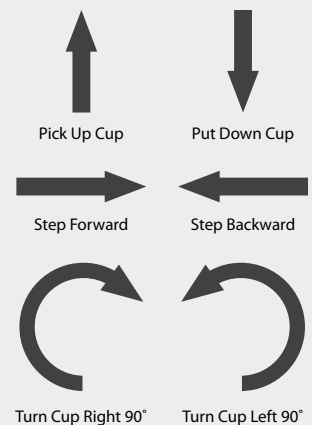 Pick Up Cup
Put Down Cup
Step Forward
Step Backward
Turn Cup Right 90˚
Turn Cup Left 90˚